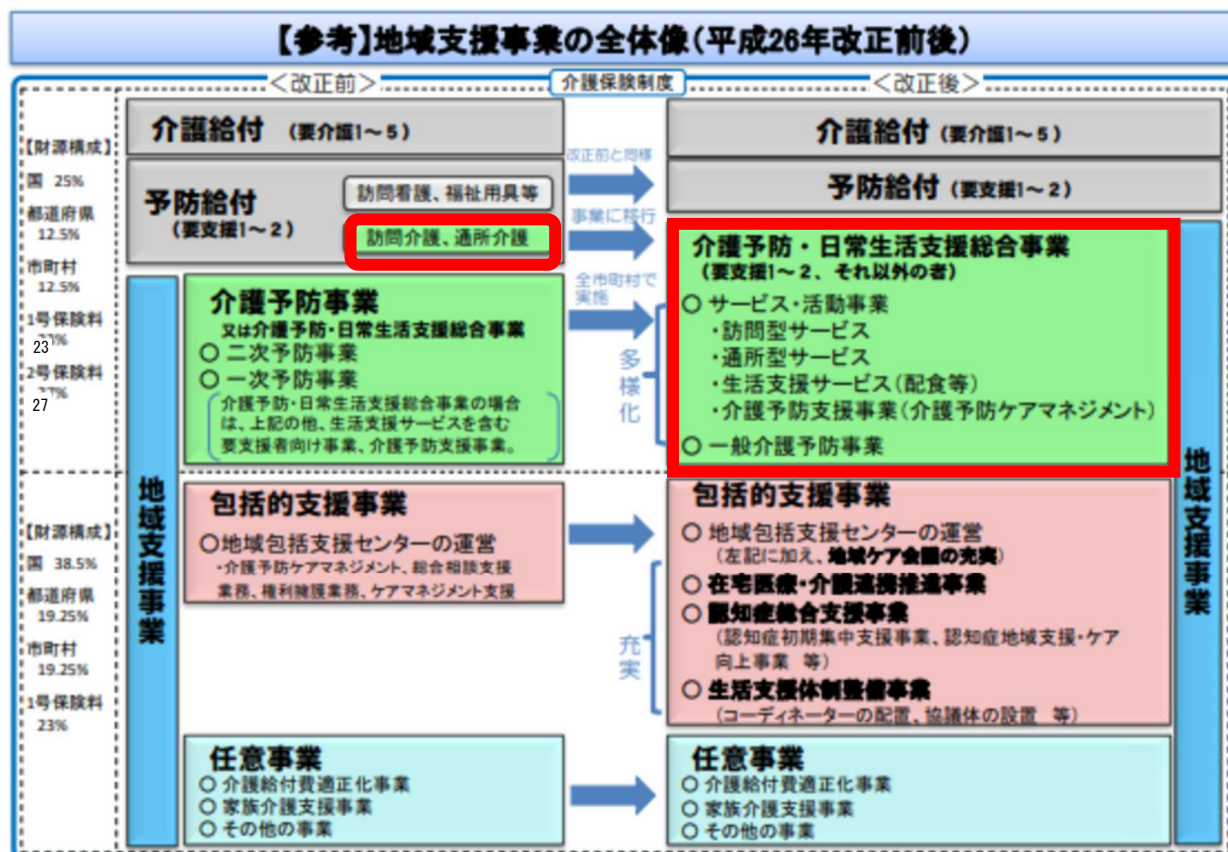 【参考】地域支援事業の全体像(平成26年改正前後)
<改正前>
介護保険制度
<改正後>
【財源構成】
国 25%
都道府県
12.5%
市町村
12.5%
1号保険料
23%
2号保険料
27%
介護給付 (要介護1~5)
予防給付
(要支援1~2)
訪問看護、福祉用具等
訪問介護、通所介護
改正前と同様
事業に移行
全市町村で
実施
多様化
介護予防事業
又は介護予防・日常生活支援総合事業
○ 二次予防事業
○ 一次予防事業
介護予防・日常生活支援総合事業の場合
は、上記の他、生活支援サービスを含む
要支援者向け事業、介護予防支援事業。
介護給付 (要介護1~5)
予防給付 (要支援1~2)
介護予防・日常生活支援総合事業
(要支援1~2、それ以外の者)
○ サービス・活動事業
・訪問型サービス
・通所型サービス
・生活支援サービス(配食等)
・介護予防支援事業(介護予防ケアマネジメント)
○ 一般介護予防事業
【財源構成】
国 38.5%
都道府県
19.25%
市町村
19.25%
1号保険料
23%
地域支援事業
包括的支援事業
○地域包括支援センターの運営
・介護予防ケアマネジメント、総合相談支援
業務、権利擁護業務、ケアマネジメント支援
充実
包括的支援事業
○ 地域包括支援センターの運営
(左記に加え、地域ケア会議の充実)
○ 在宅医療・介護連携推進事業
○ 認知症総合支援事業
(認知症初期集中支援事業、認知症地域支援・ケア
向上事業 等)
○ 生活支援体制整備事業
(コーディネーターの配置、協議体の設置 等)
地域支援事業
任意事業
○ 介護給付費適正化事業
○ 家族介護支援事業
○ その他の事業
任意事業
○ 介護給付費適正化事業
○ 家族介護支援事業
○ その他の事業